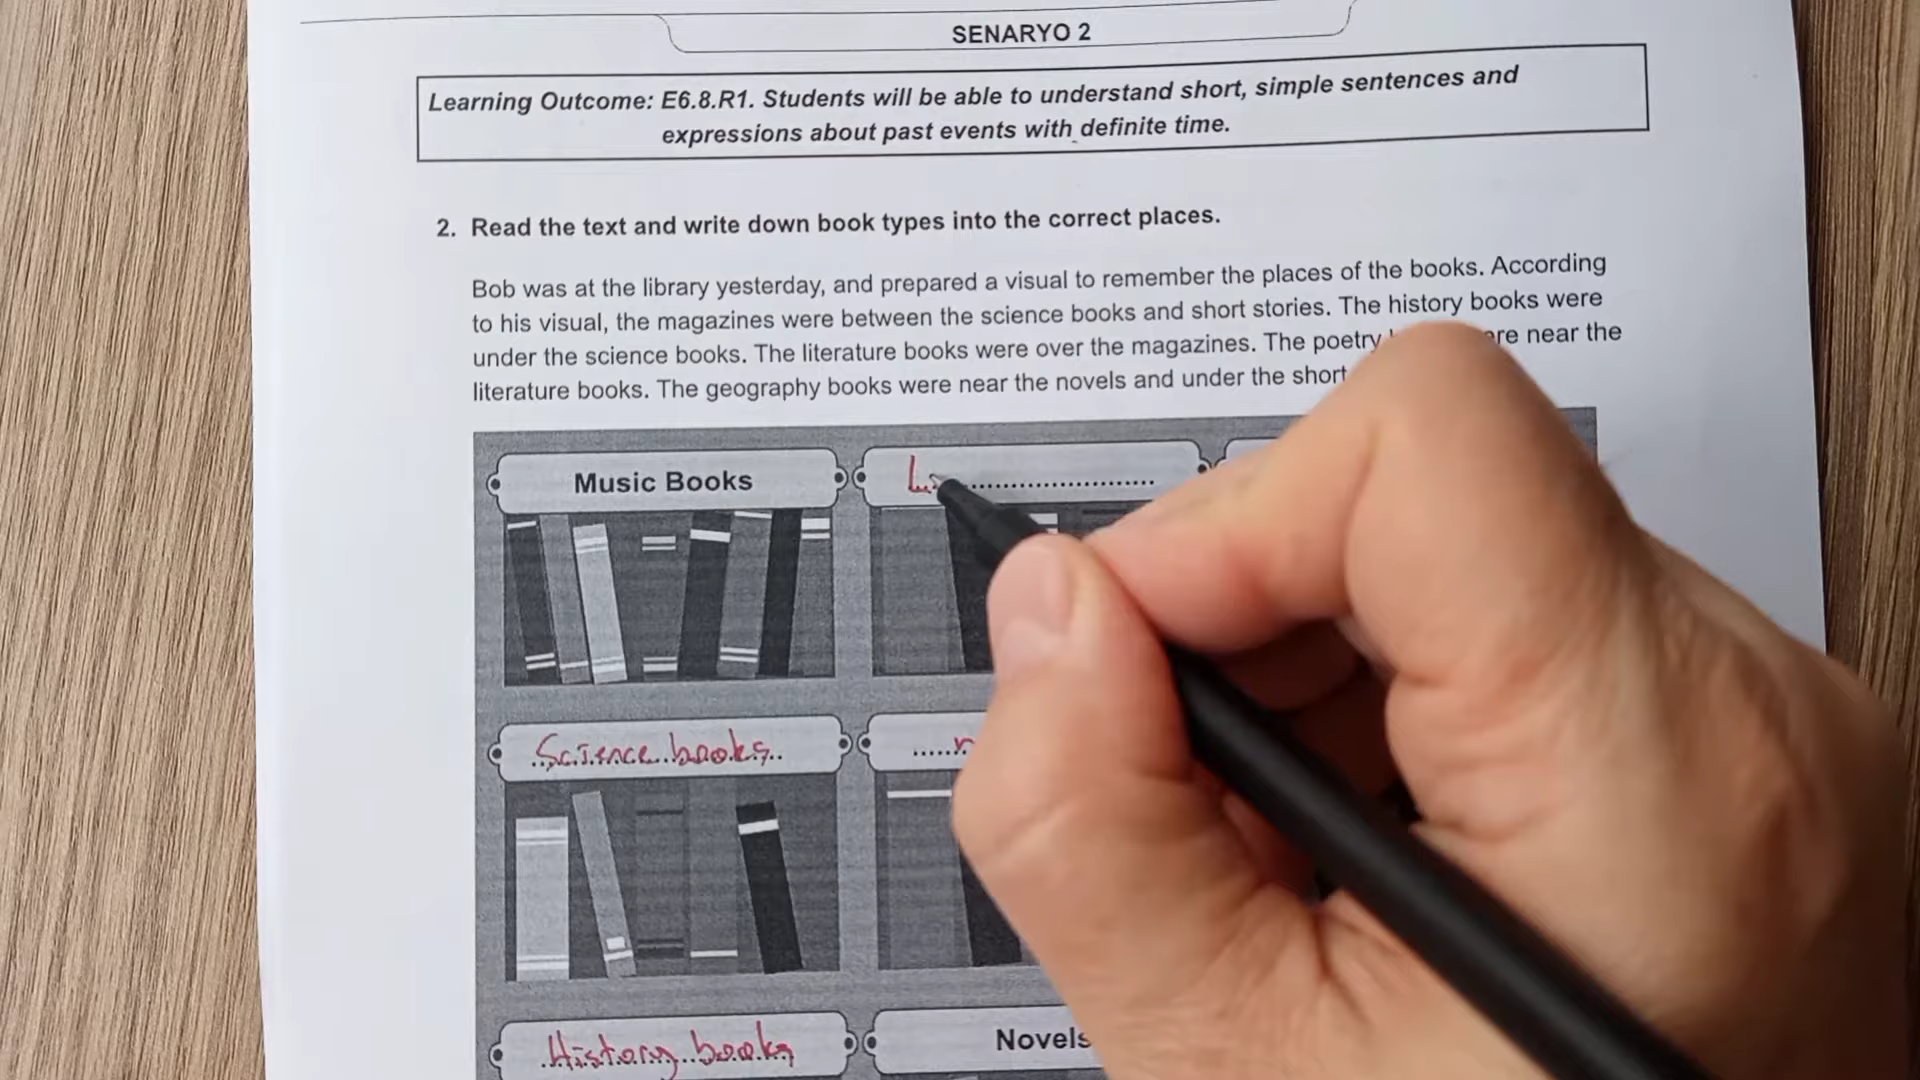 SENARYO 2
Learning Outcome: E6.8.R1. Students will be able to understand short, simple sentences and
expressions about past events with definite time.
2. Read the text and write down book types into the correct places.
Bob was at the library yesterday, and prepared a visual to remember the places of the books. According
to his visual, the magazines were between the science books and short stories. The history books were
under the science books. The literature books were over the magazines. The poetry near the
literature books. The geography books were near the novels and under the short
Music Books
L
Science books
History books
Novels